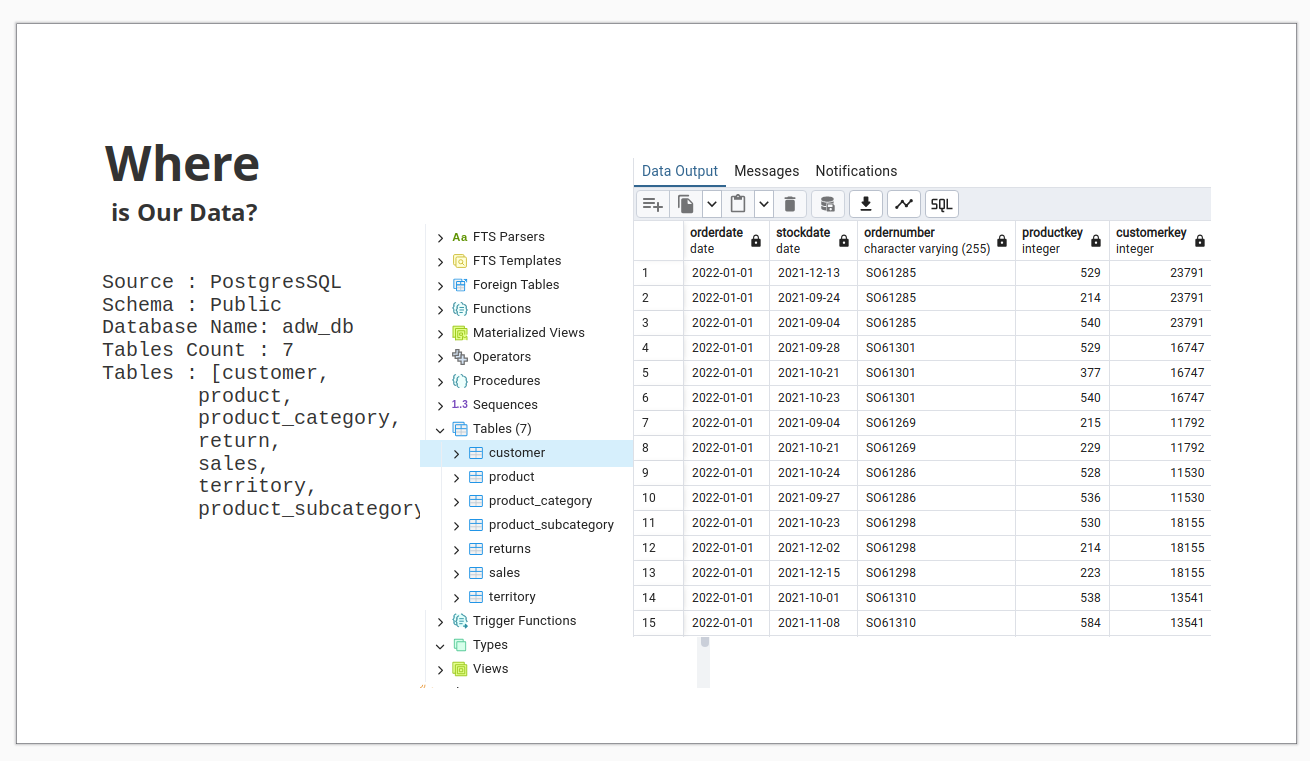 Where
is Our Data?
Source : PostgresSQL
Schema : Public
Database Name: adw_db
Tables Count : 7
Tables : [customer,
product,
product_category,
return,
sales,
territory,
product_subcategory
FTS Parsers
FTS Templates
Foreign Tables
Functions
Materialized Views
Operators
Procedures
1..3 Sequences
Tables (7)
customer
product
product_category
product_subcategory
returns
sales
territory
Trigger Functions
Types
Views
Data Output Messages Notifications
SQL
orderdate stockdate ordernumber productkey customerkey
date date character varying (255) integer integer
1 2022-01-01 2021-12-13 SO61285 529 23791
2 2022-01-01 2021-09-24 SO61285 214 23791
3 2022-01-01 2021-09-04 SO61285 540 23791
4 2022-01-01 2021-09-28 SO61301 529 16747
5 2022-01-01 2021-10-21 SO61301 377 16747
6 2022-01-01 2021-10-23 SO61301 540 16747
7 2022-01-01 2021-09-04 SO61269 215 11792
8 2022-01-01 2021-10-21 SO61269 229 11792
9 2022-01-01 2021-10-24 SO61286 528 11530
10 2022-01-01 2021-09-27 SO61286 536 11530
11 2022-01-01 2021-10-23 SO61298 530 18155
12 2022-01-01 2021-12-02 SO61298 214 18155
13 2022-01-01 2021-12-15 SO61298 223 18155
14 2022-01-01 2021-10-01 SO61310 538 13541
15 2022-01-01 2021-11-08 SO61310 584 13541